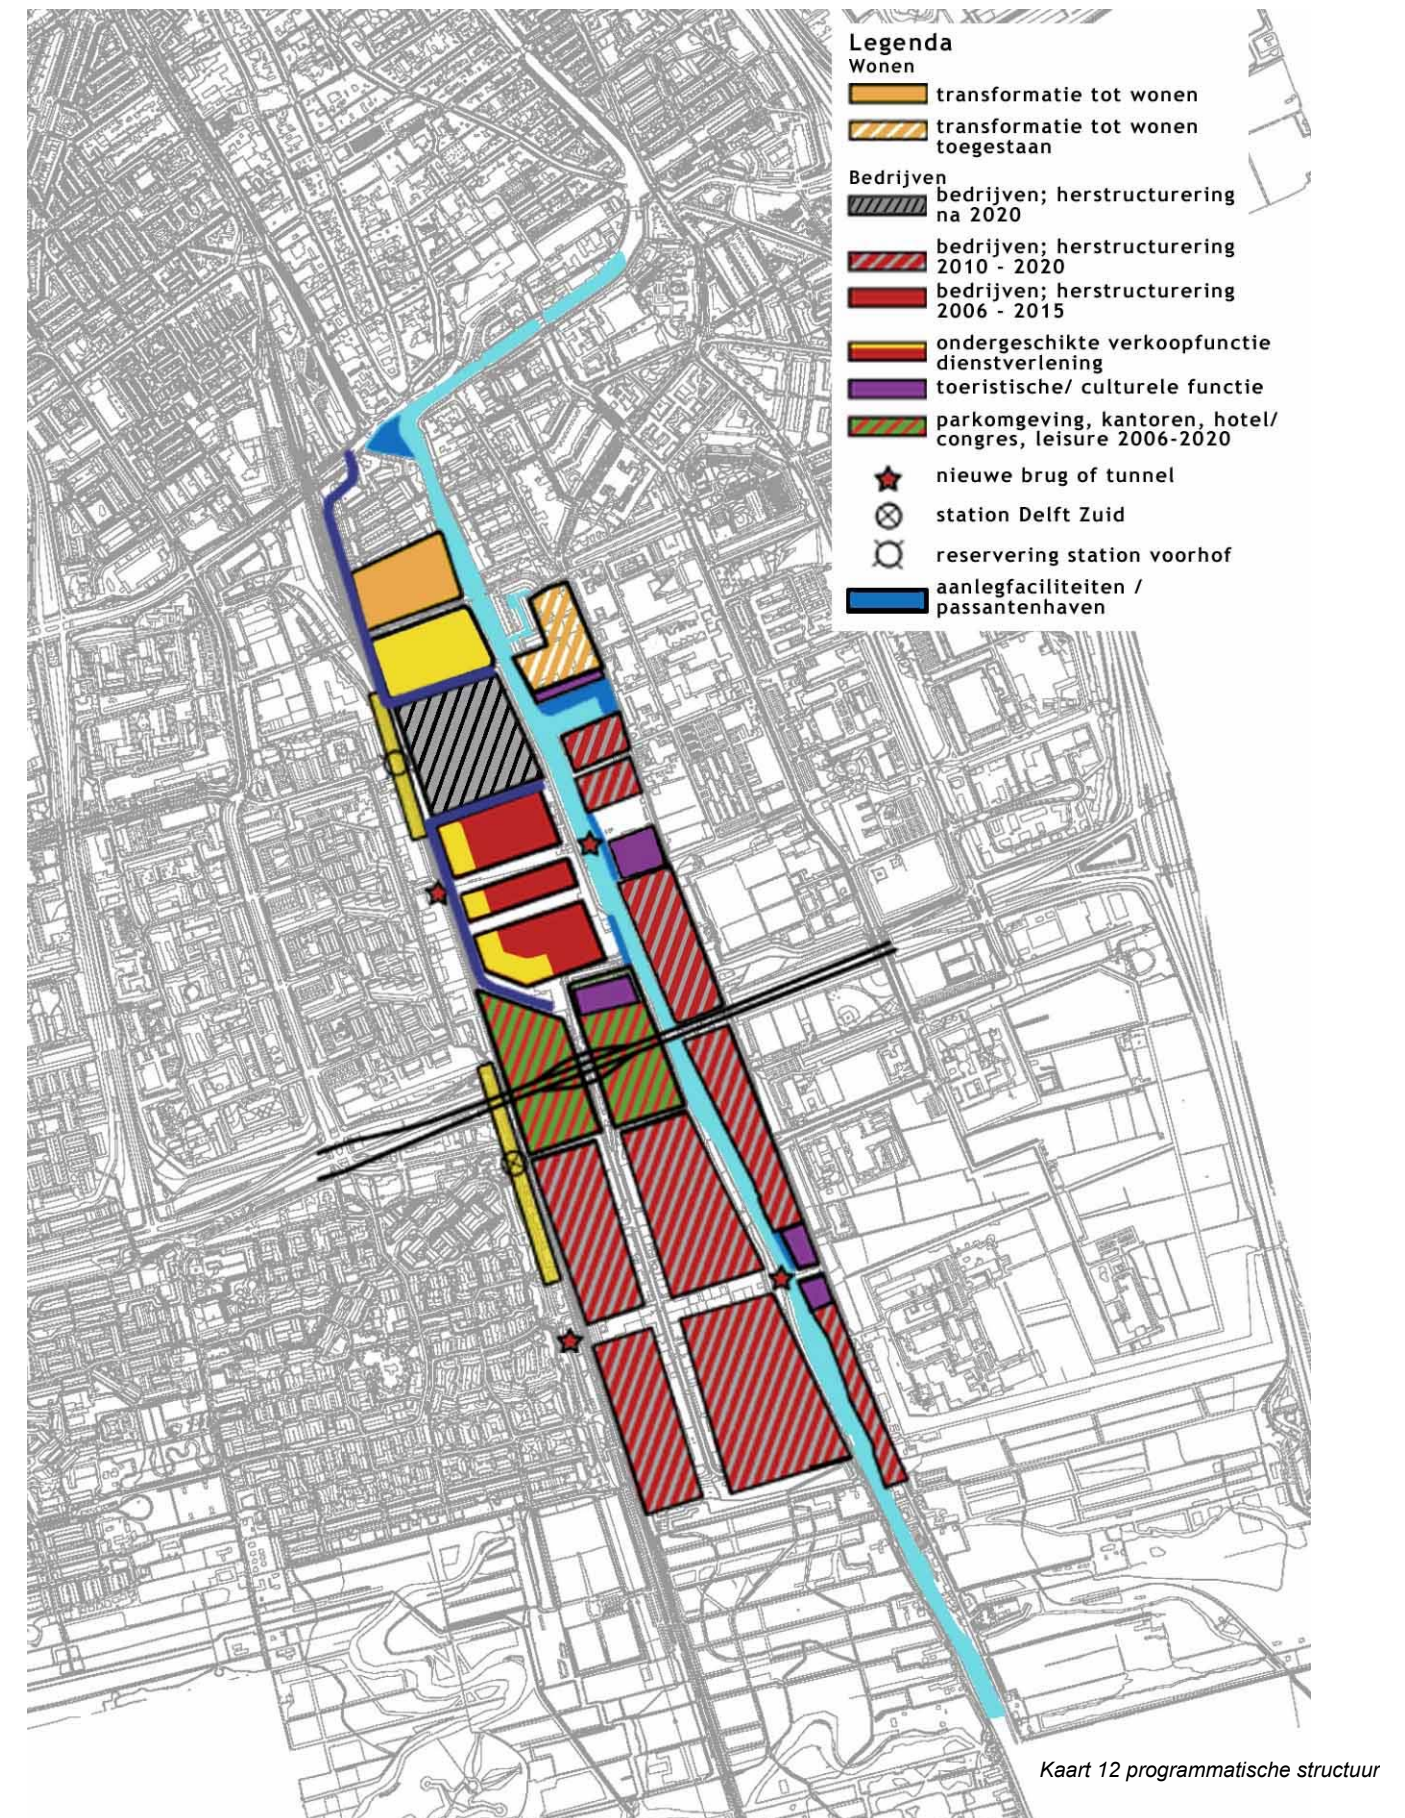 Legenda
Wonen
transformatie tot wonen
transformatie tot wonen
toegestaan
Bedrijven
bedrijven; herstructurering
na 2020
bedrijven; herstructurering
2010 - 2020
bedrijven; herstructurering
2006 - 2015
ondergeschikte verkoopfunctie
dienstverlening
toeristische/ culturele functie
parkomgeving, kantoren, hotel/
congres, leisure 2006-2020
nieuwe brug of tunnel
station Delft Zuid
reservering station voorhof
aanlegfaciliteiten /
passantenhaven
Kaart 12 programmatische structuur